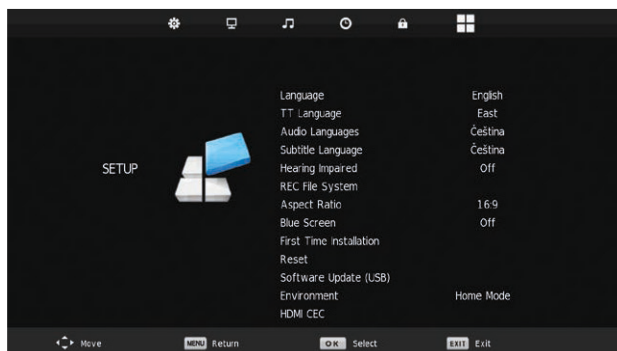 SETUP
Language English
TT Language East
Audio Languages Čeština
Subtitle Language Čeština
Hearing Impaired Off
REC File System
Aspect Ratio 16:9
Blue Screen Off
First Time Installation
Reset
Software Update (USB)
Environment Home Mode
HDMI CEC
Move MENU Return OK Select EXIT Exit